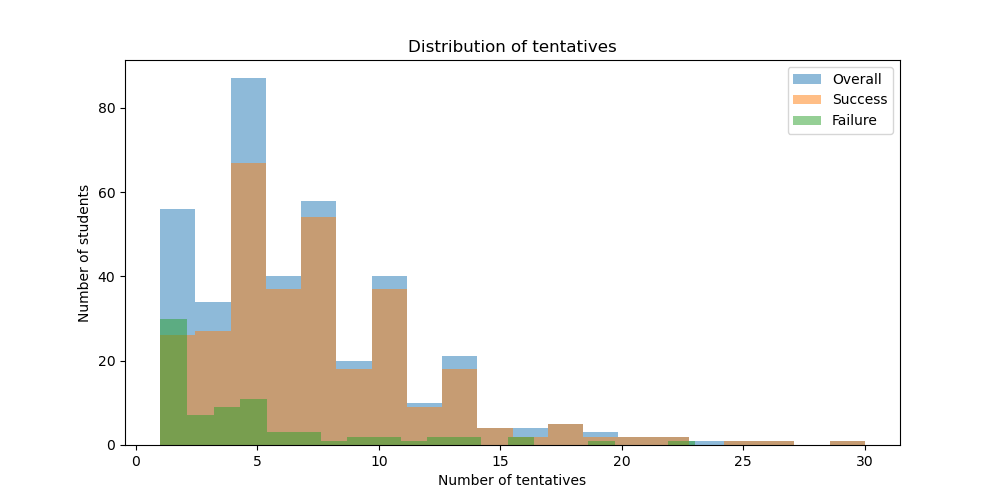 Distribution of tentatives
Overall
Success
Failure
Number of students
80
60
40
20
0
0 5 10 15 20 25 30
Number of tentatives